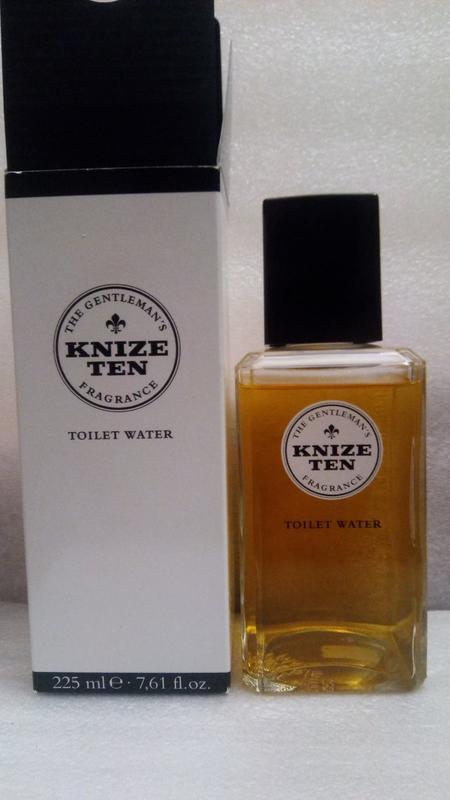 THE GENTLEMAN'S
KNIZE
TEN
FRAGRANCE
TOILET WATER
225 ml e · 7,61 fl.oz.
THE GENTLEMAN'S
KNIZE
TEN
FRAGRANCE
TOILET WATER